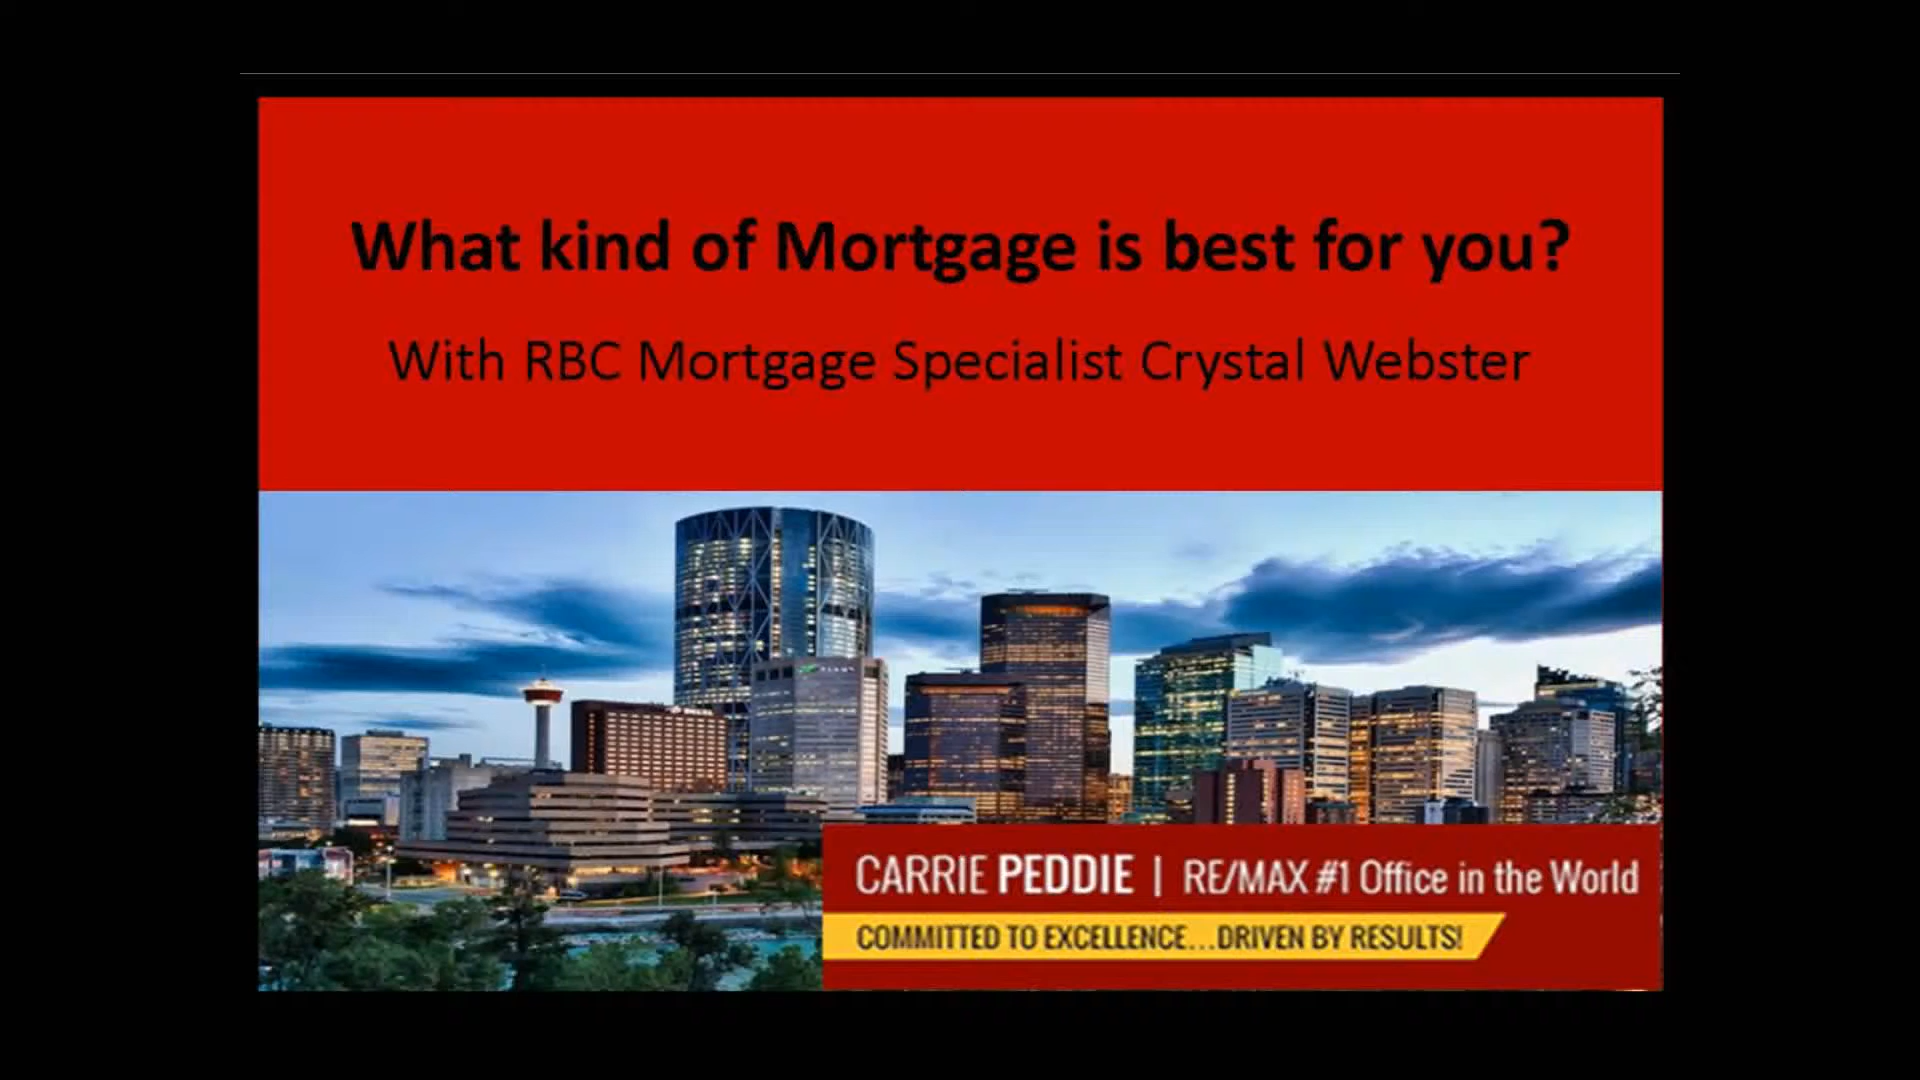 What kind of Mortgage is best for you?
With RBC Mortgage Specialist Crystal Webster
CARRIE PEDDIE | RE/MAX #1 Office in the World
COMMITTED TO EXCELLENCE...DRIVEN BY RESULTS!